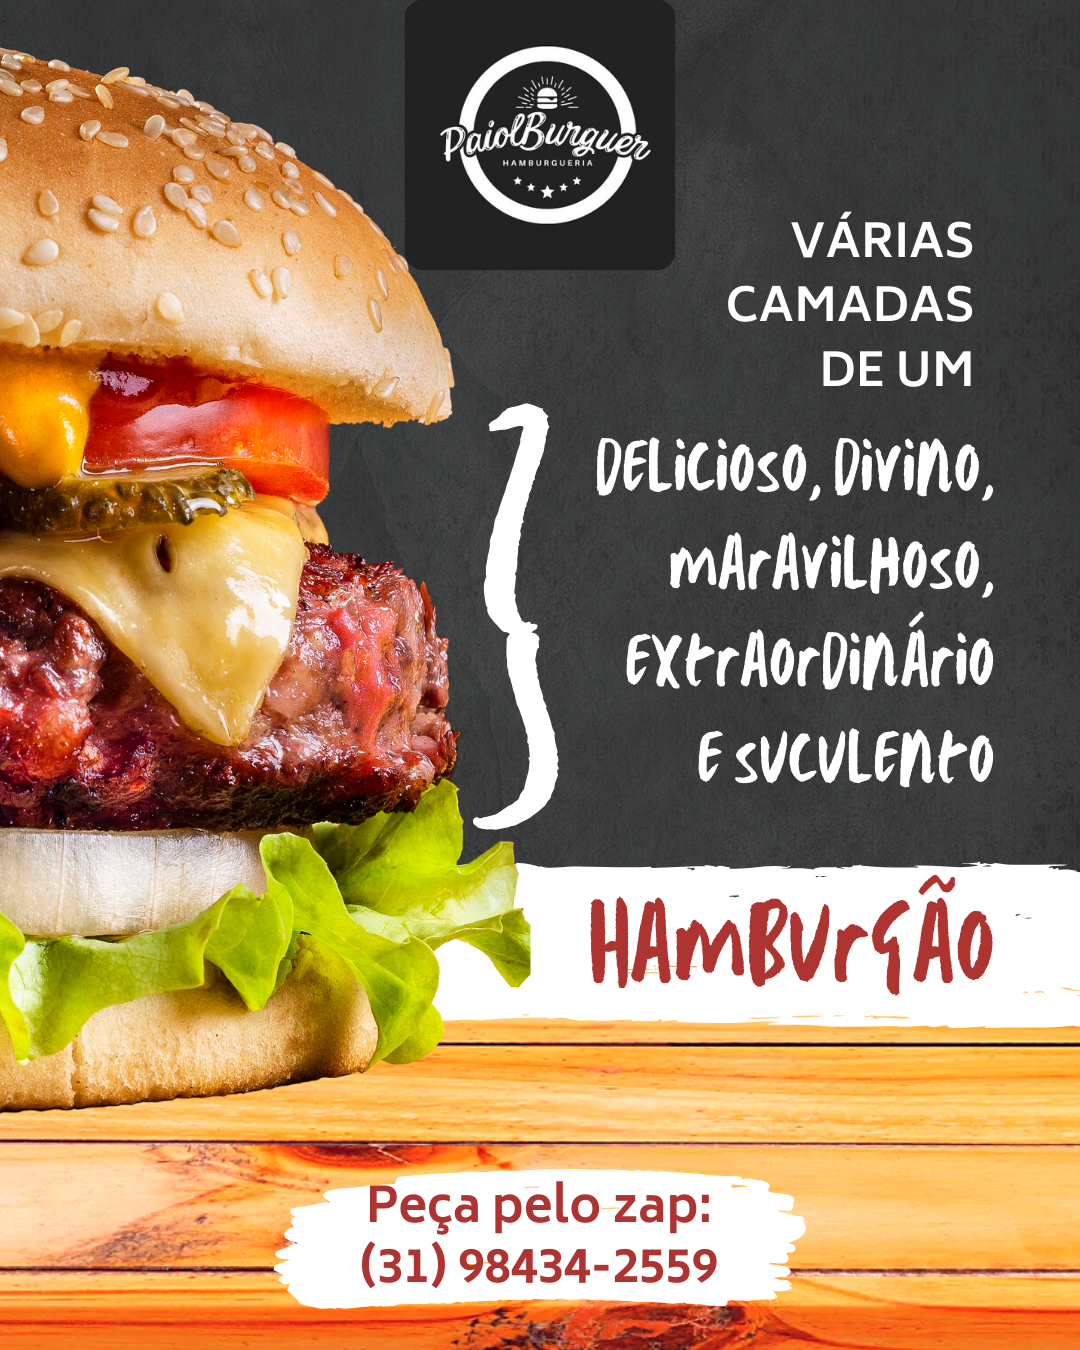 PaiolBurguer
HAMBURGUERIA
VÁRIAS
CAMADAS
DE UM
DELICIOSO, DIVINO,
MARAVILHOSO,
EXTRAORDINÁRIO
E SUCULENTO
HAMBURGÃO
Peça pelo zap:
(31) 98434-2559